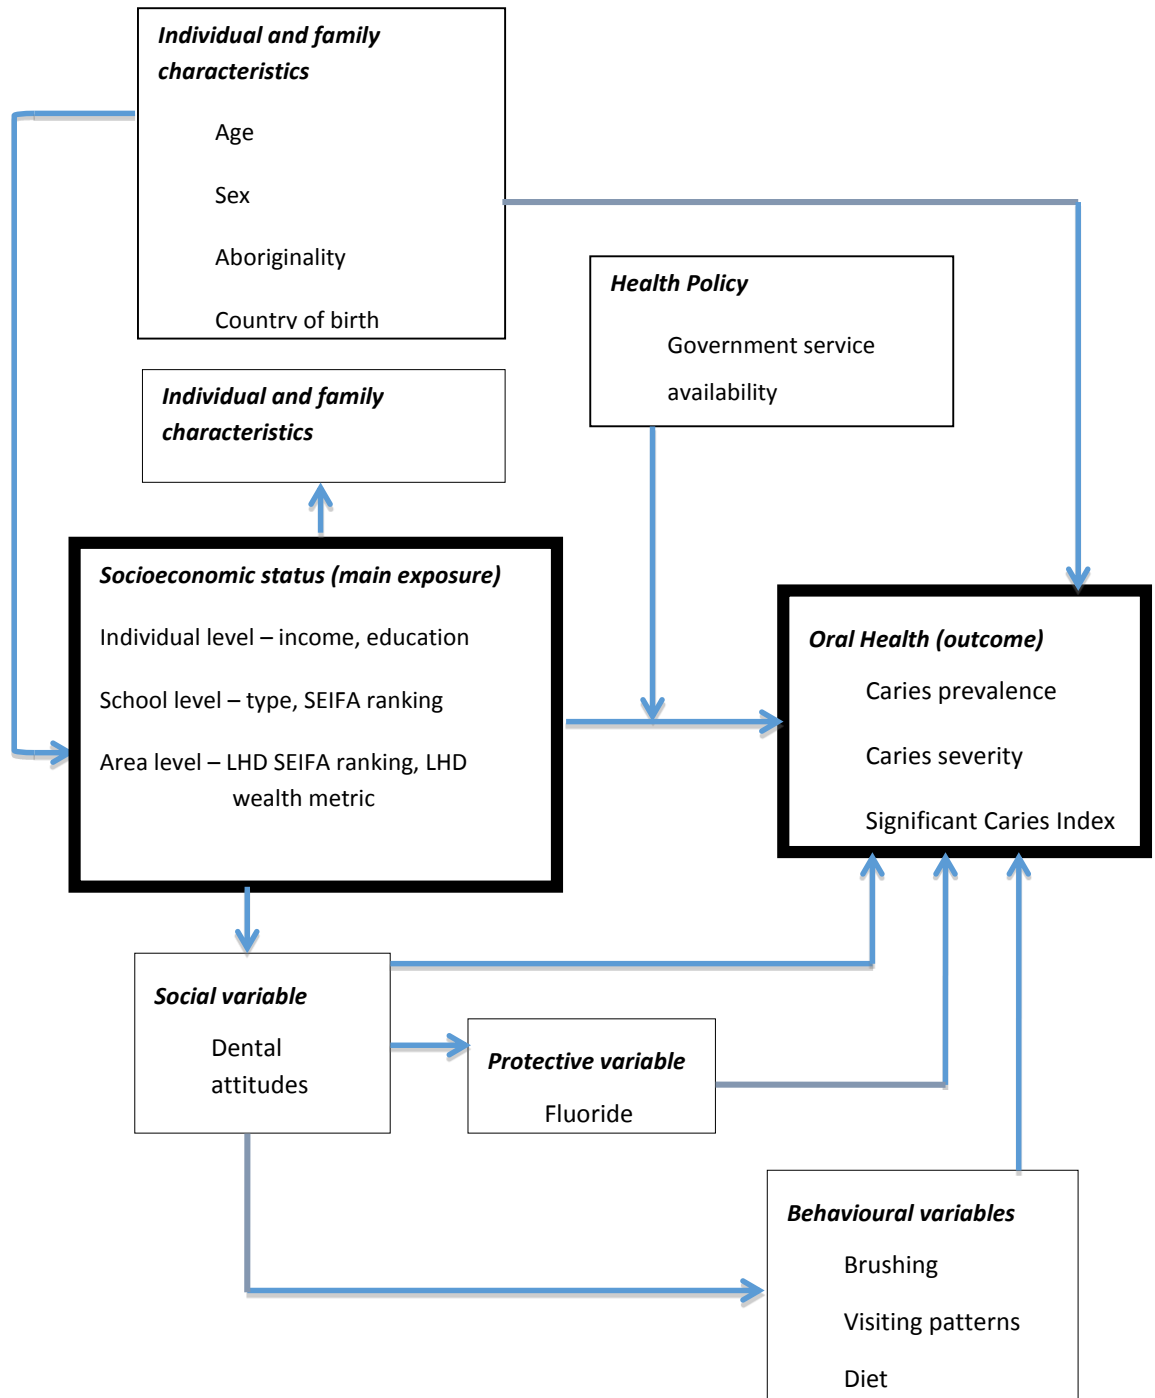 Individual and family
characteristics
Age
Sex
Aboriginality
Country of birth
Health Policy
Government service
availability
Individual and family
characteristics
Socioeconomic status (main exposure)
Individual level – income, education
School level – type, SEIFA ranking
Area level – LHD SEIFA ranking, LHD
wealth metric
Oral Health (outcome)
Caries prevalence
Caries severity
Significant Caries Index
Social variable
Dental
attitudes
Protective variable
Fluoride
Behavioural variables
Brushing
Visiting patterns
Diet